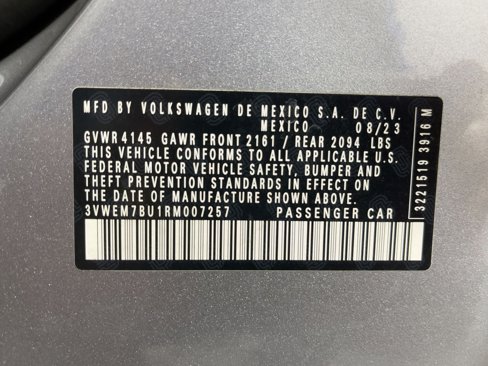 MFD BY VOLKSWAGEN DE MEXICO S.A. DE C.V.
MEXICO 08/23
GVWR 4145 GAWR FRONT 2161 / REAR 2094 LBS
THIS VEHICLE CONFORMS TO ALL APPLICABLE U.S.
FEDERAL MOTOR VEHICLE SAFETY, BUMPER AND
THEFT PREVENTION STANDARDS IN EFFECT ON
THE DATE OF MANUFACTURE SHOWN ABOVE.
3VWEM7BU1RM007257 PASSENGER CAR
3221519 3916 M